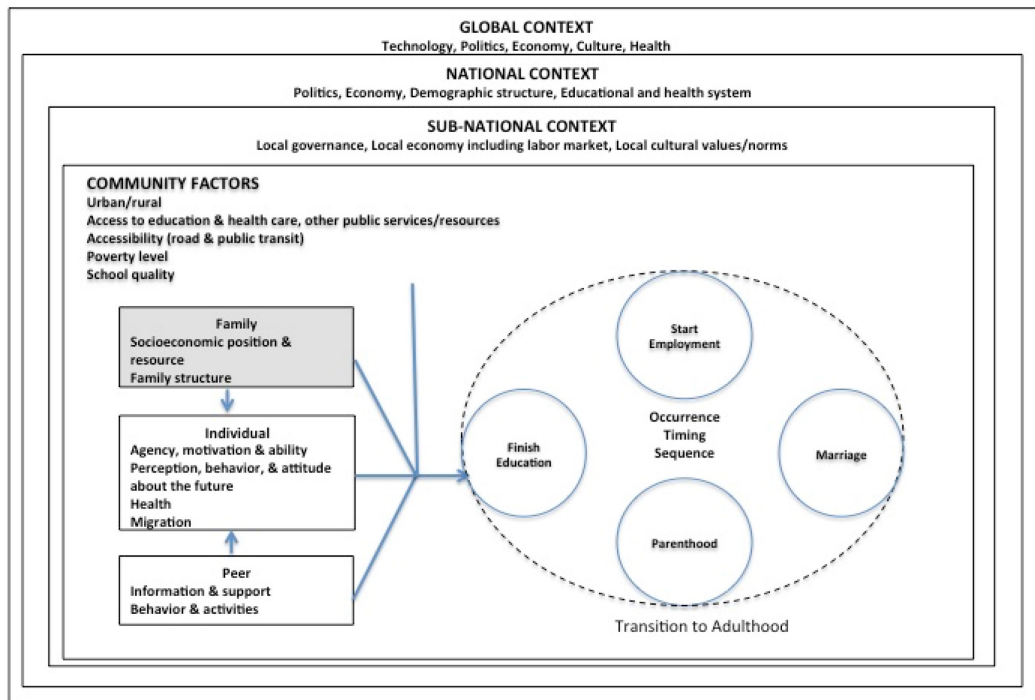 GLOBAL CONTEXT
Technology, Politics, Economy, Culture, Health
NATIONAL CONTEXT
Politics, Economy, Demographic structure, Educational and health system
SUB-NATIONAL CONTEXT
Local governance, Local economy including labor market, Local cultural values/norms
COMMUNITY FACTORS
Urban/rural
Access to education & health care, other public services/resources
Accessibility (road & public transit)
Poverty level
School quality
Family
Socioeconomic position &
resource
Family structure
Individual
Agency, motivation & ability
Perception, behavior, & attitude
about the future
Health
Migration
Peer
Information & support
Behavior & activities
Start
Employment
Finish
Education
Occurrence
Timing
Sequence
Marriage
Parenthood
Transition to Adulthood